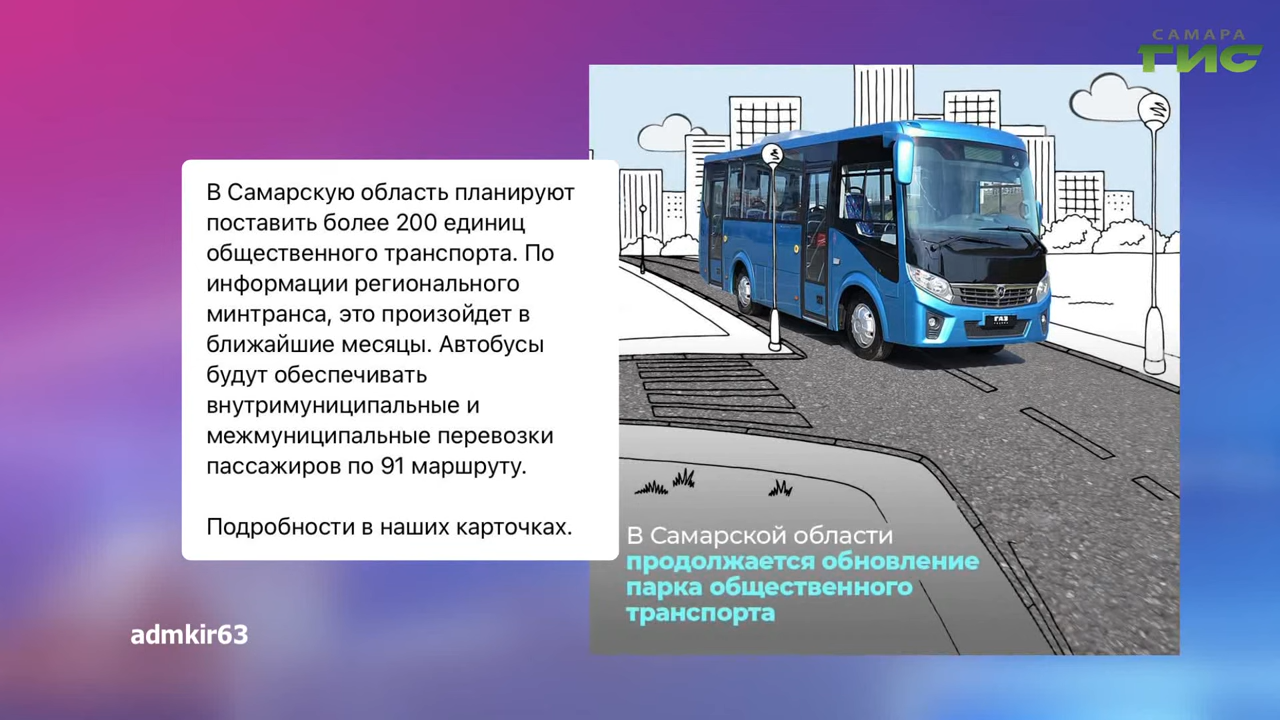 САМАРА
ГИС
В Самарскую область планируют
поставить более 200 единиц
общественного транспорта. По
информации регионального
минтранса, это произойдет в
ближайшие месяцы. Автобусы
будут обеспечивать
внутримуниципальные и
межмуниципальные перевозки
пассажиров по 91 маршруту.
Подробности в наших карточках.
ГАЗ
В Самарской области
продолжается обновление
парка общественного
транспорта
admkir63